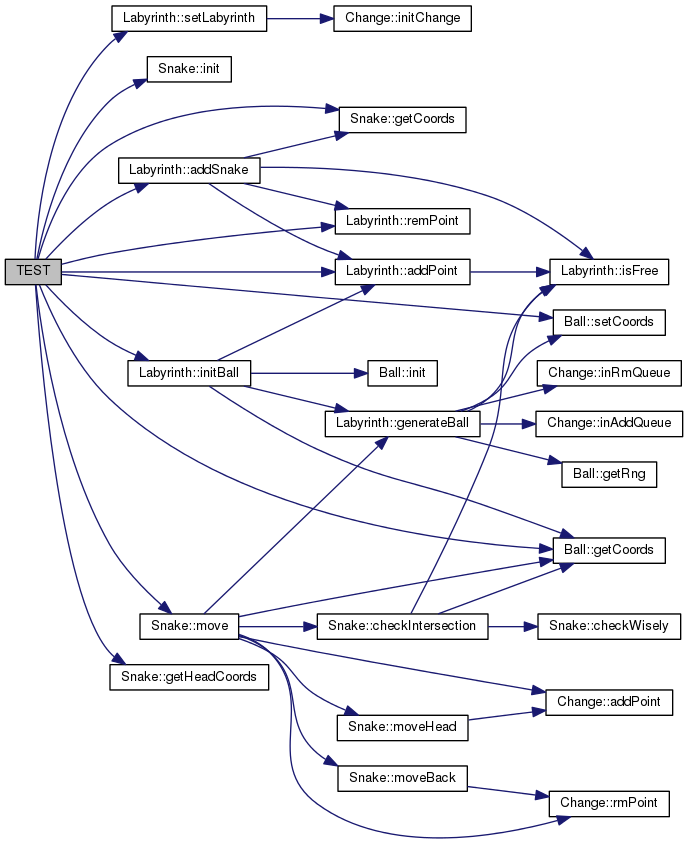 Labyrinth::setLabyrinth
Change::initChange
Snake::init
Snake::getCoords
Labyrinth::addSnake
Labyrinth::remPoint
TEST
Labyrinth::addPoint
Labyrinth::isFree
Ball::setCoords
Labyrinth::initBall
Ball::init
Change::inRmQueue
Labyrinth::generateBall
Change::inAddQueue
Ball::getRng
Ball::getCoords
Snake::move
Snake::checkIntersection
Snake::checkWisely
Snake::getHeadCoords
Change::addPoint
Snake::moveHead
Snake::moveBack
Change::rmPoint